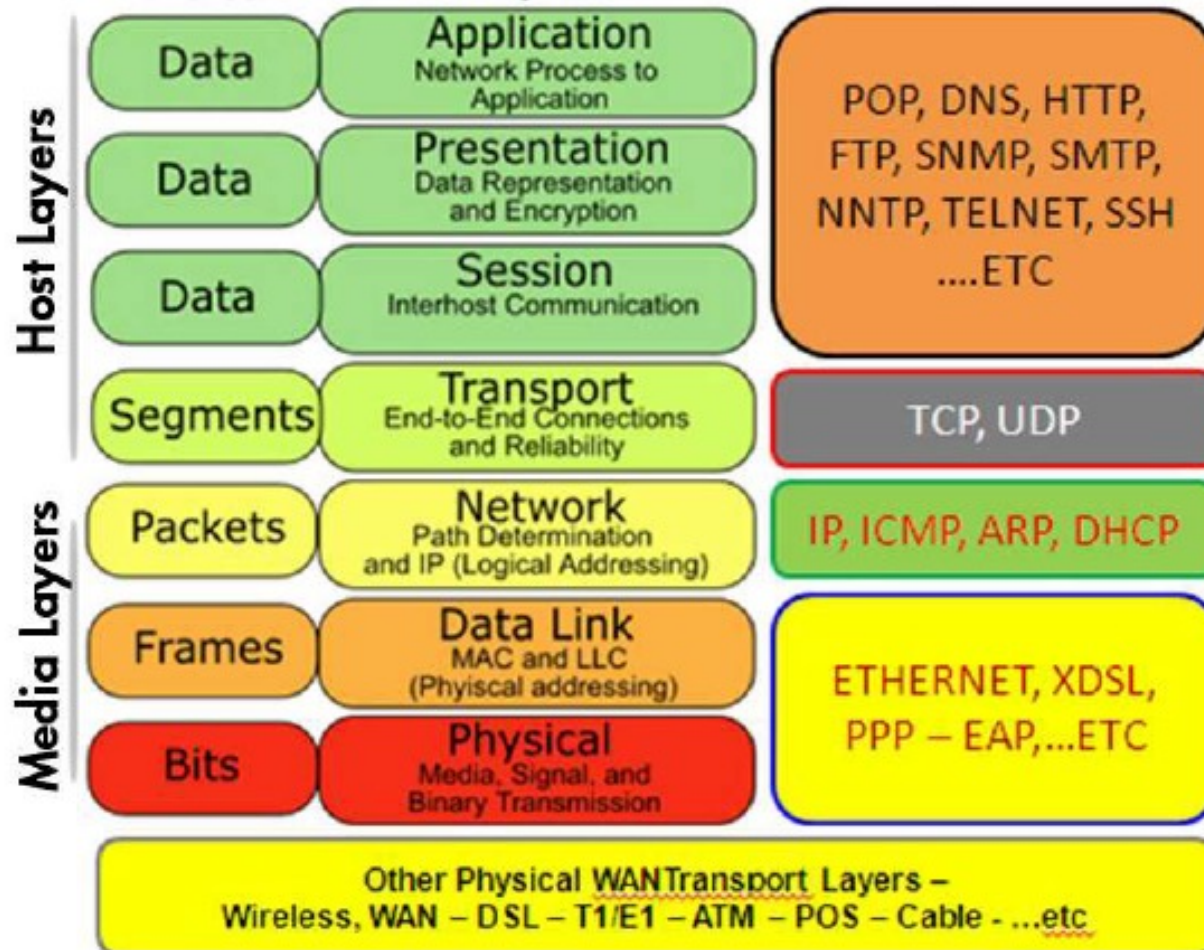 Host Layers
Data
Application
Network Process to
Application
Data
Presentation
Data Representation
and Encryption
Data
Session
Interhost Communication
POP, DNS, HTTP,
FTP, SNMP, SMTP,
NNTP, TELNET, SSH
....ETC
Segments
Transport
End-to-End Connections
and Reliability
TCP, UDP
Media Layers
Packets
Network
Path Determination
and IP (Logical Addressing)
IP, ICMP, ARP, DHCP
Frames
Data Link
MAC and LLC
(Phyiscal addressing)
Bits
Physical
Media, Signal, and
Binary Transmission
ETHERNET, XDSL,
PPP – EAP,...ETC
Other Physical WANTransport Layers –
Wireless, WAN – DSL – T1/E1 – ATM – POS – Cable - ...etc